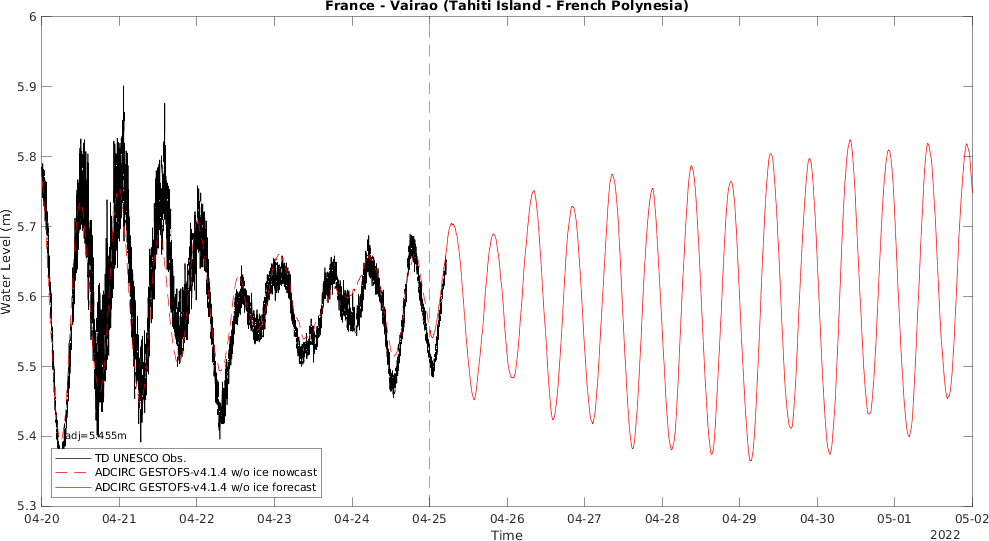 France - Vairao (Tahiti Island - French Polynesia)
6
5.9
5.8
5.7
5.6
5.5
5.4
5.3
Water Level (m)
adj=5.455m
TD UNESCO Obs.
ADCIRC GESTOFS-v4.1.4 w/o ice nowcast
ADCIRC GESTOFS-v4.1.4 w/o ice forecast
04-20 04-21 04-22 04-23 04-24 04-25 04-26 04-27 04-28 04-29 04-30 05-01 05-02
Time
2022